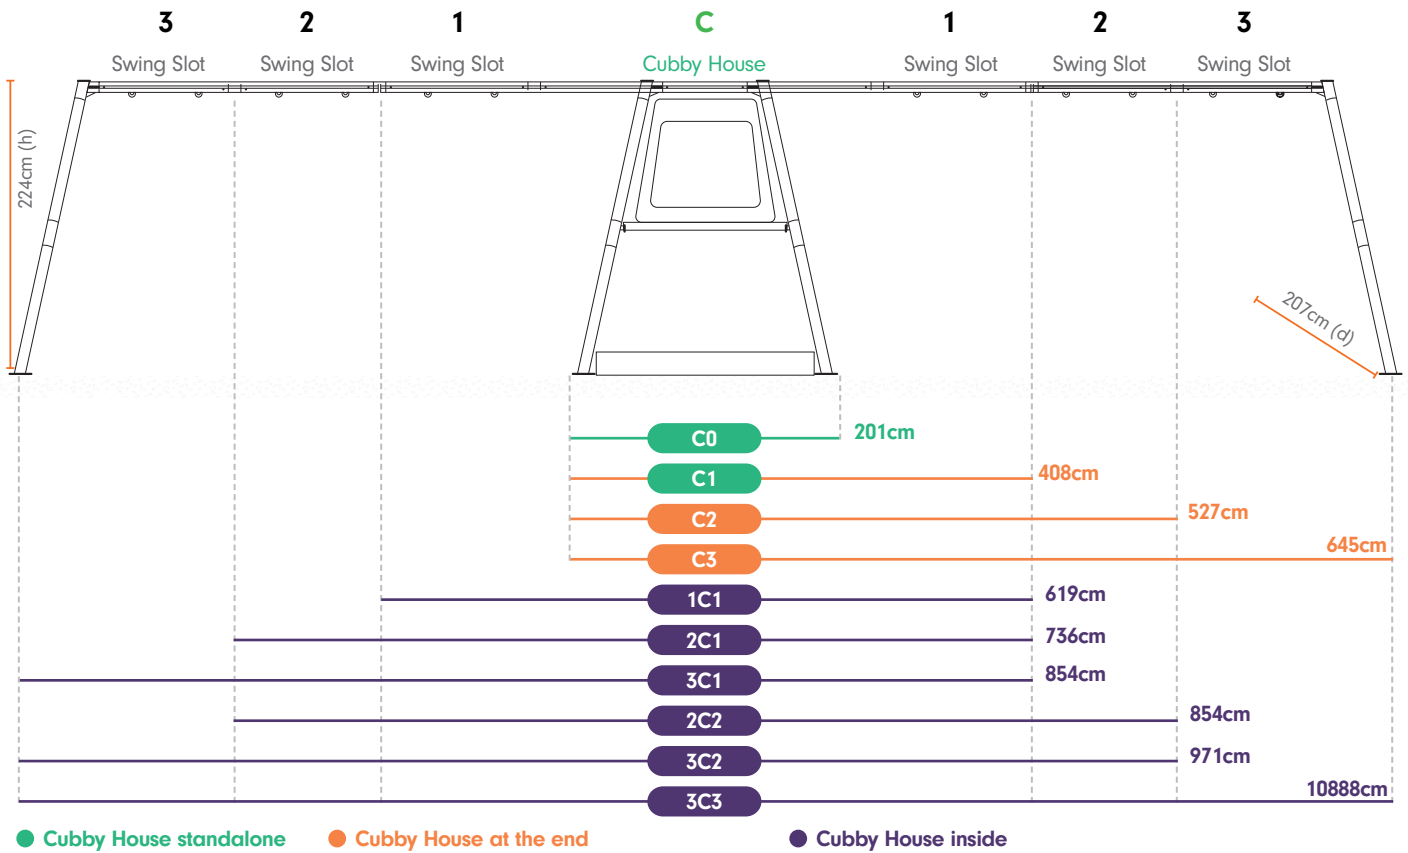 3 2 1 C 1 2 3
Swing Slot Swing Slot Swing Slot Cubby House Swing Slot Swing Slot Swing Slot
224cm (h)
207cm (d)
C0 201cm
C1 408cm
C2 527cm
C3 645cm
1C1 619cm
2C1 736cm
3C1 854cm
2C2 854cm
3C2 971cm
3C3 10888cm
Cubby House standalone Cubby House at the end Cubby House inside